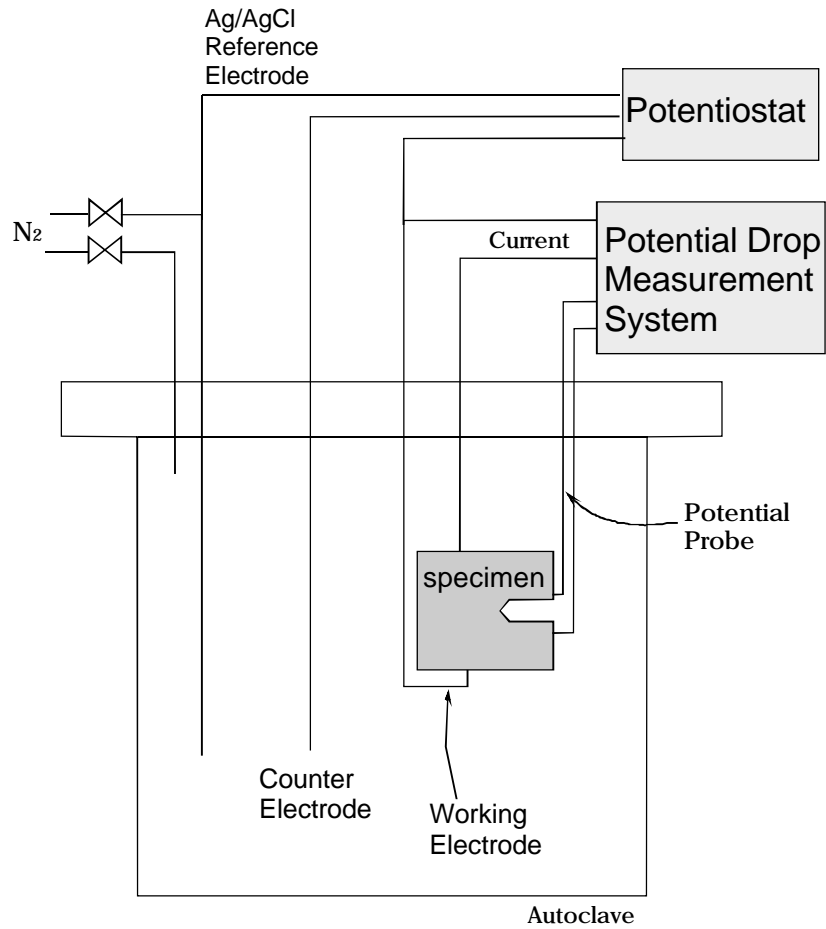 Ag/AgCl
Reference
Electrode
Potentiostat
N2
Current
Potential Drop
Measurement
System
Potential
Probe
specimen
Counter
Electrode
Working
Electrode
Autoclave